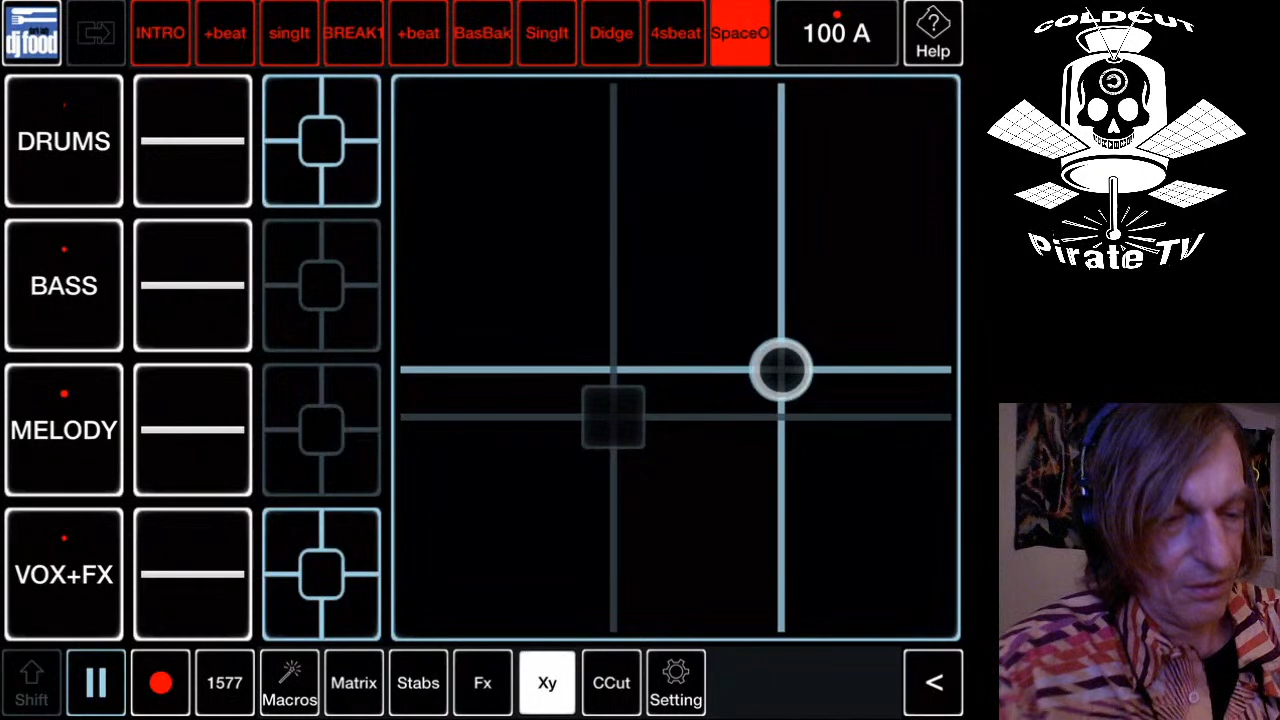 dj food
INTRO
+beat
singIt
BREAK1
+beat
BasBak
SingIt
Didge
4sbeat
SpaceO
100 A
?
Help
COLDCUT
Pirate TV
DRUMS
BASS
MELODY
VOX+FX
Shift
1577
Macros
Matrix
Stabs
Fx
Xy
CCut
Setting
<